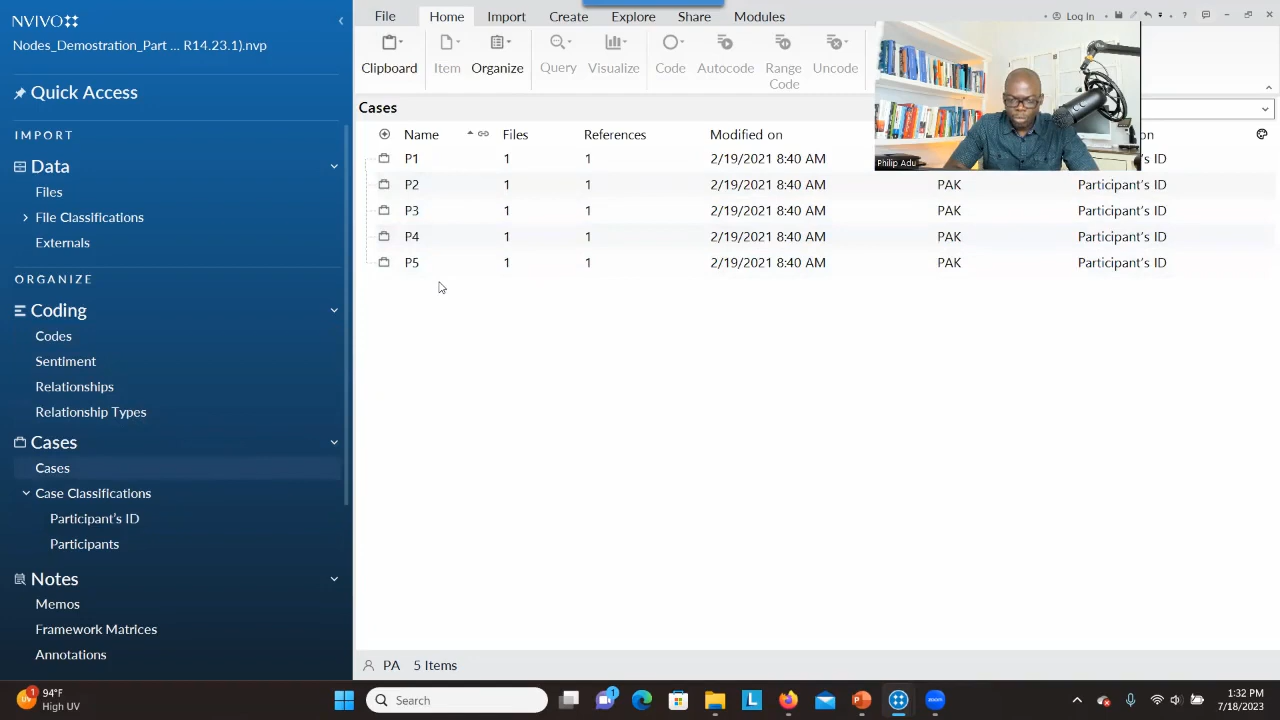 NVIVO
Nodes_Demostration_Part ... R14.23.1).nvp
Quick Access
IMPORT
Data
Files
File Classifications
Externals
ORGANIZE
Coding
Codes
Sentiment
Relationships
Relationship Types
Cases
Cases
Case Classifications
Participant's ID
Participants
Notes
Memos
Framework Matrices
Annotations
File Home Import Create Explore Share Modules Log In
Clipboard Item Organize Query Visualize Code Autocode Range Code Uncode
Cases
Name Files References Modified on
P1 1 1 2/19/2021 8:40 AM
P2 1 1 2/19/2021 8:40 AM PAK Participant's ID
P3 1 1 2/19/2021 8:40 AM PAK Participant's ID
P4 1 1 2/19/2021 8:40 AM PAK Participant's ID
P5 1 1 2/19/2021 8:40 AM PAK Participant's ID
Philip Adu
PA 5 Items
1
94°F
High UV
Search
1
1:32 PM
7/18/2023